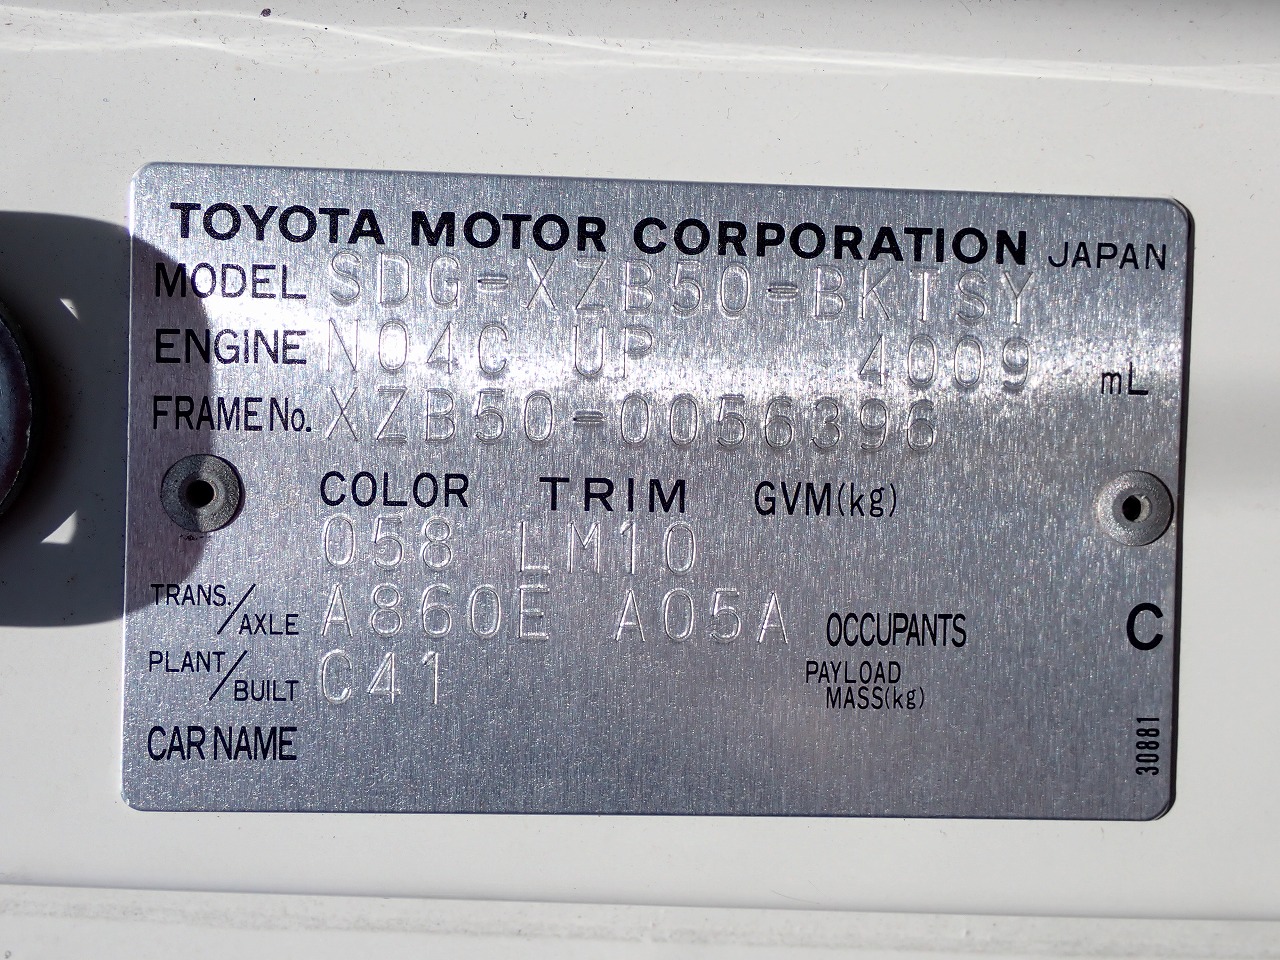 TOYOTA MOTOR CORPORATION JAPAN
MODEL SDG-XZB50-BKTSY
ENGINE N04C UP 4009 mL
FRAME No. XZB50-0056396
COLOR TRIM GVM(kg)
058 LM10
TRANS./AXLE A860E A05A OCCUPANTS C
PLANT/BUILT C41 PAYLOAD MASS(kg)
CAR NAME
30881